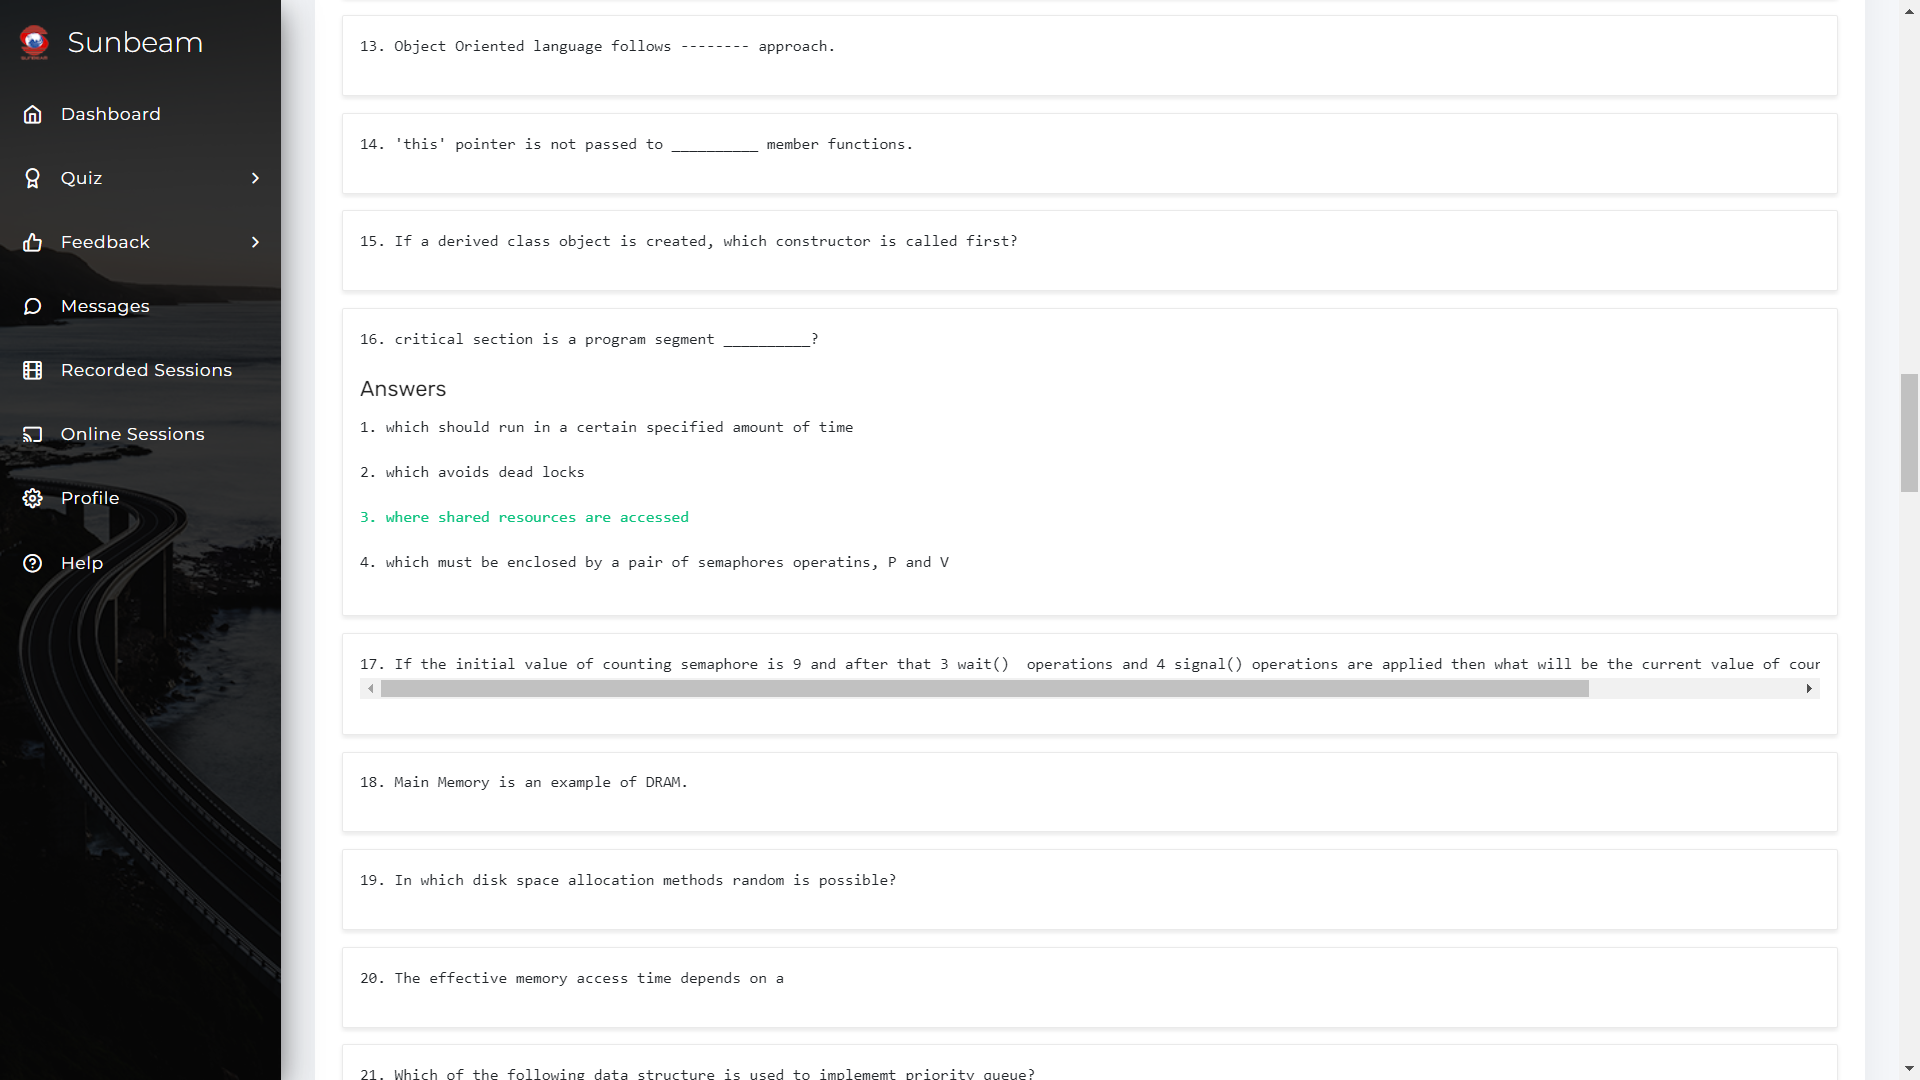 Sunbeam
Dashboard
Quiz
Feedback
Messages
Recorded Sessions
Online Sessions
Profile
Help
13. Object Oriented language follows -------- approach.
14. 'this' pointer is not passed to __________ member functions.
15. If a derived class object is created, which constructor is called first?
16. critical section is a program segment __________?
Answers
1. which should run in a certain specified amount of time
2. which avoids dead locks
3. where shared resources are accessed
4. which must be enclosed by a pair of semaphores operatins, P and V
17. If the initial value of counting semaphore is 9 and after that 3 wait()  operations and 4 signal() operations are applied then what will be the current value of
18. Main Memory is an example of DRAM.
19. In which disk space allocation methods random is possible?
20. The effective memory access time depends on a
21. Which of the following data structure is used to implememt priority queue?